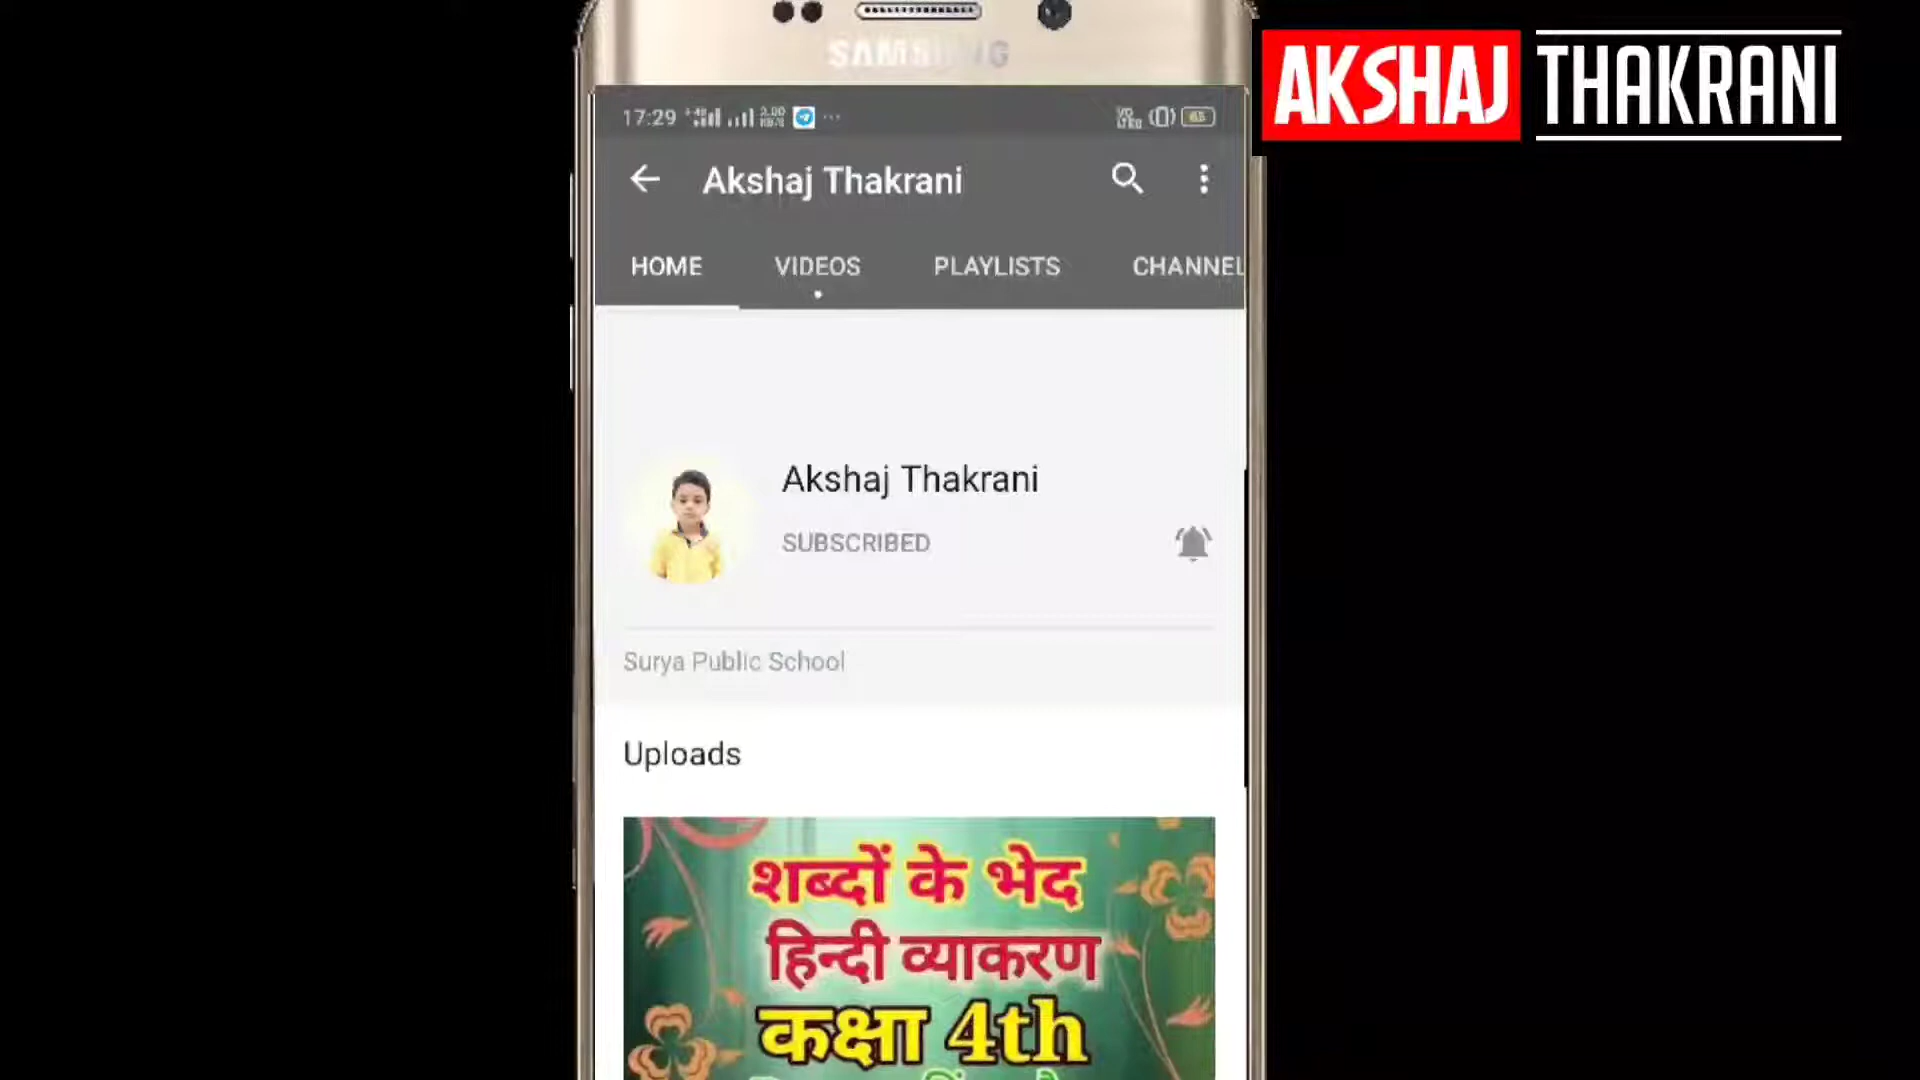 SAMSUNG
AKSHAJ THAKRANI
17:29
Akshaj Thakrani
HOME VIDEOS PLAYLISTS CHANNEL
Akshaj Thakrani
SUBSCRIBED
Surya Public School
Uploads
शब्दों के भेद
हिन्दी व्याकरण
कक्षा 4th